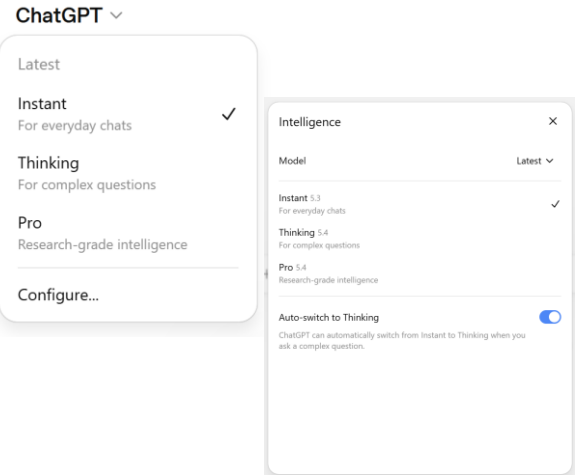 ChatGPT
Latest
Instant
For everyday chats
Thinking
For complex questions
Pro
Research-grade intelligence
Configure...
Intelligence
Model Latest
Instant 5.3
For everyday chats
Thinking 5.4
For complex questions
Pro 5.4
Research-grade intelligence
Auto-switch to Thinking
ChatGPT can automatically switch from Instant to Thinking when you
ask a complex question.